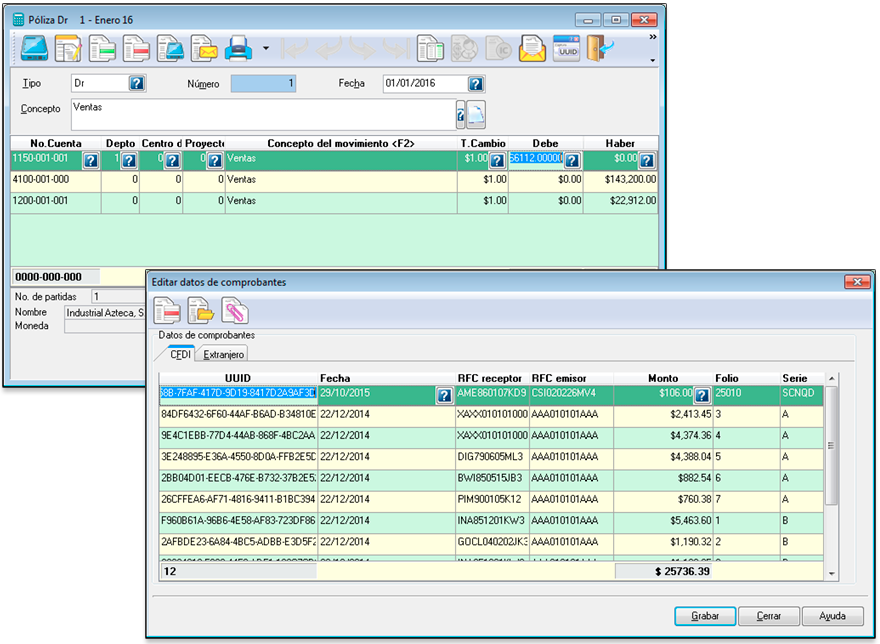 Póliza Dr 1 - Enero 16
UUID
»
Tipo Dr ? Número 1 Fecha 01/01/2016 ?
Concepto Ventas ?
No.Cuenta Depto Centro d Proyecto Concepto del movimiento <F2> T.Cambio Debe Haber
1150-001-001 ? 1 ? 0 ? 0 ? Ventas $1.00 ? 66112.00000 ? $0.00 ?
4100-001-000 0 0 0 Ventas $1.00 $0.00 $143,200.00
1200-001-001 0 0 0 Ventas $1.00 $0.00 $22,912.00
0000-000-000
No. de partidas 1
Nombre Industrial Azteca, S
Moneda
Editar datos de comprobantes
Datos de comprobantes
CFDI Extranjero
UUID Fecha RFC receptor RFC emisor Monto Folio Serie
68B-7FAF-417D-9D19-8417D2A9AF3D 29/10/2015 ? AME860107KD9 CSI020226MV4 $106.00 ? 25010 SCNQD
84DF6432-6F60-44AF-B6AD-B34810E 22/12/2014 XAXX010101000 AAA010101AAA $2,413.45 3 A
9E4C1EBB-77D4-44AB-868F-4BC2AA 22/12/2014 XAXX010101000 AAA010101AAA $4,374.36 4 A
3E248895-E36A-4550-8D0A-FFB2E5D 22/12/2014 DIG790605ML3 AAA010101AAA $4,388.04 5 A
2BB04D01-EECB-476E-B732-37B2E5 22/12/2014 BWI850515JB3 AAA010101AAA $882.54 6 A
26CFFEA6-AF71-4816-9411-B1BC394 22/12/2014 PIM900105K12 AAA010101AAA $760.38 7 A
F960B61A-96B6-4E58-AF83-723DF86 22/12/2014 INA851201KW3 AAA010101AAA $5,463.60 1 B
2AFBDE23-6A84-4BC5-ADBB-E3D5F2 22/12/2014 GOCL040202JK3 AAA010101AAA $1,190.32 2 B
12 $ 25736.39
Grabar Cerrar Ayuda